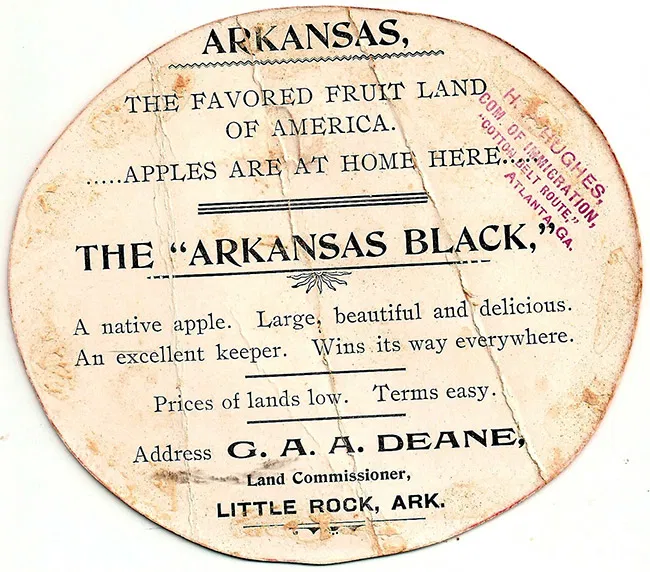 ARKANSAS,
THE FAVORED FRUIT LAND
OF AMERICA.
.....APPLES ARE AT HOME HERE.....
THE “ARKANSAS BLACK,”
A native apple. Large, beautiful and delicious.
An excellent keeper. Wins its way everywhere.
Prices of lands low. Terms easy.
Address G. A. A. DEANE,
Land Commissioner,
LITTLE ROCK, ARK.
H. HUGHES,
COM. OF IMMIGRATION,
"COTTON BELT ROUTE,"
ATLANTA, GA.